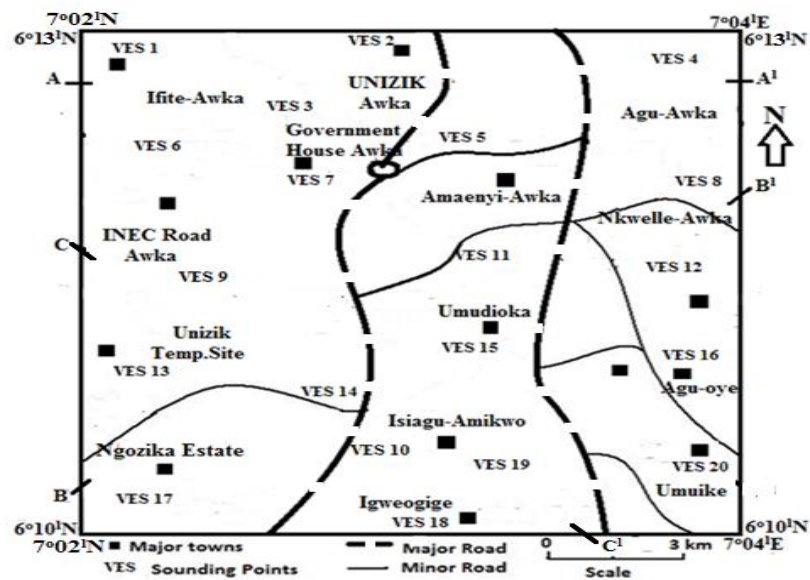 7°02¹N 7°04¹E
6°13¹N 6°13¹N
VES 1 VES 2
VES 4
A UNIZIK A¹
Awka
Ifite-Awka VES 3 Agu-Awka N
Government
House Awka VES 5
VES 6
VES 7 VES 8
B¹
Amaenyi-Awka
Nkwelle-Awka
C INEC Road
Awka
VES 11 VES 12
VES 9
Umudioka
Unizik
Temp.Site VES 15 VES 16
VES 13
VES 14 Agu-oye
Isiagu-Amikwo
Ngozika Estate VES 10
VES 19 VES 20
B VES 17 Umuike
Igweogige
VES 18
6°10¹N C¹ 6°10¹N
7°02¹N 7°04¹E
Major towns Major Road 0 3 km
VES Sounding Points Minor Road Scale